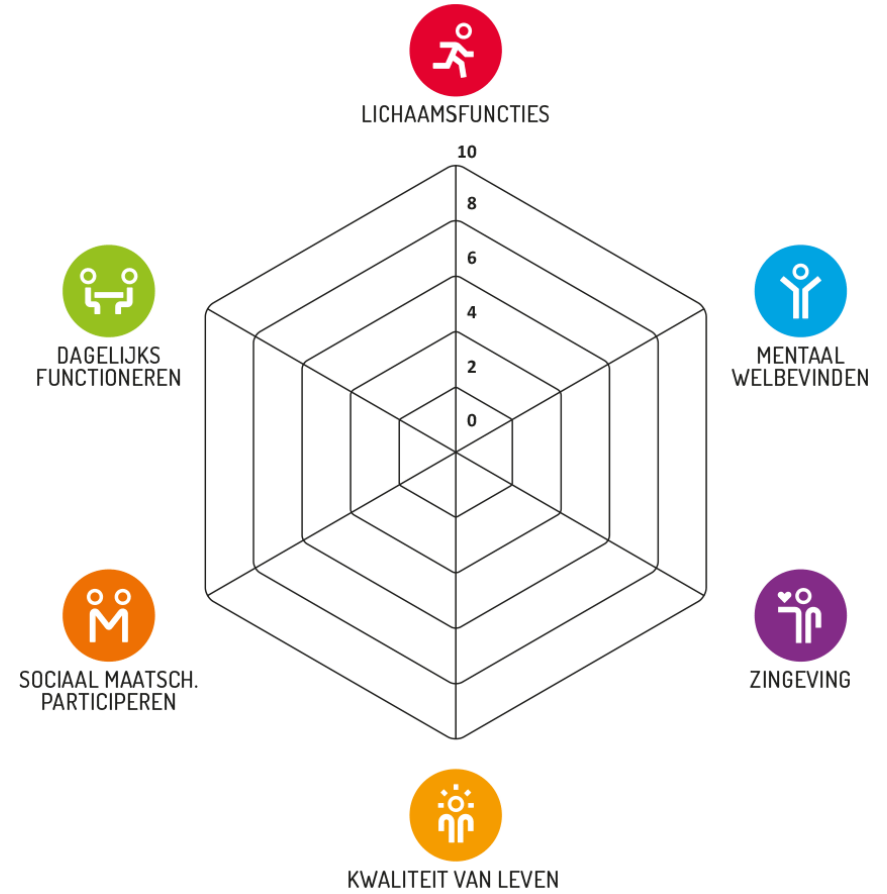 LICHAAMSFUNCTIES
10
8
6
4
2
0
DAGELIJKS
FUNCTIONEREN
MENTAAL
WELBEVINDEN
SOCIAAL MAATSCH.
PARTICIPEREN
ZINGEVING
KWALITEIT VAN LEVEN